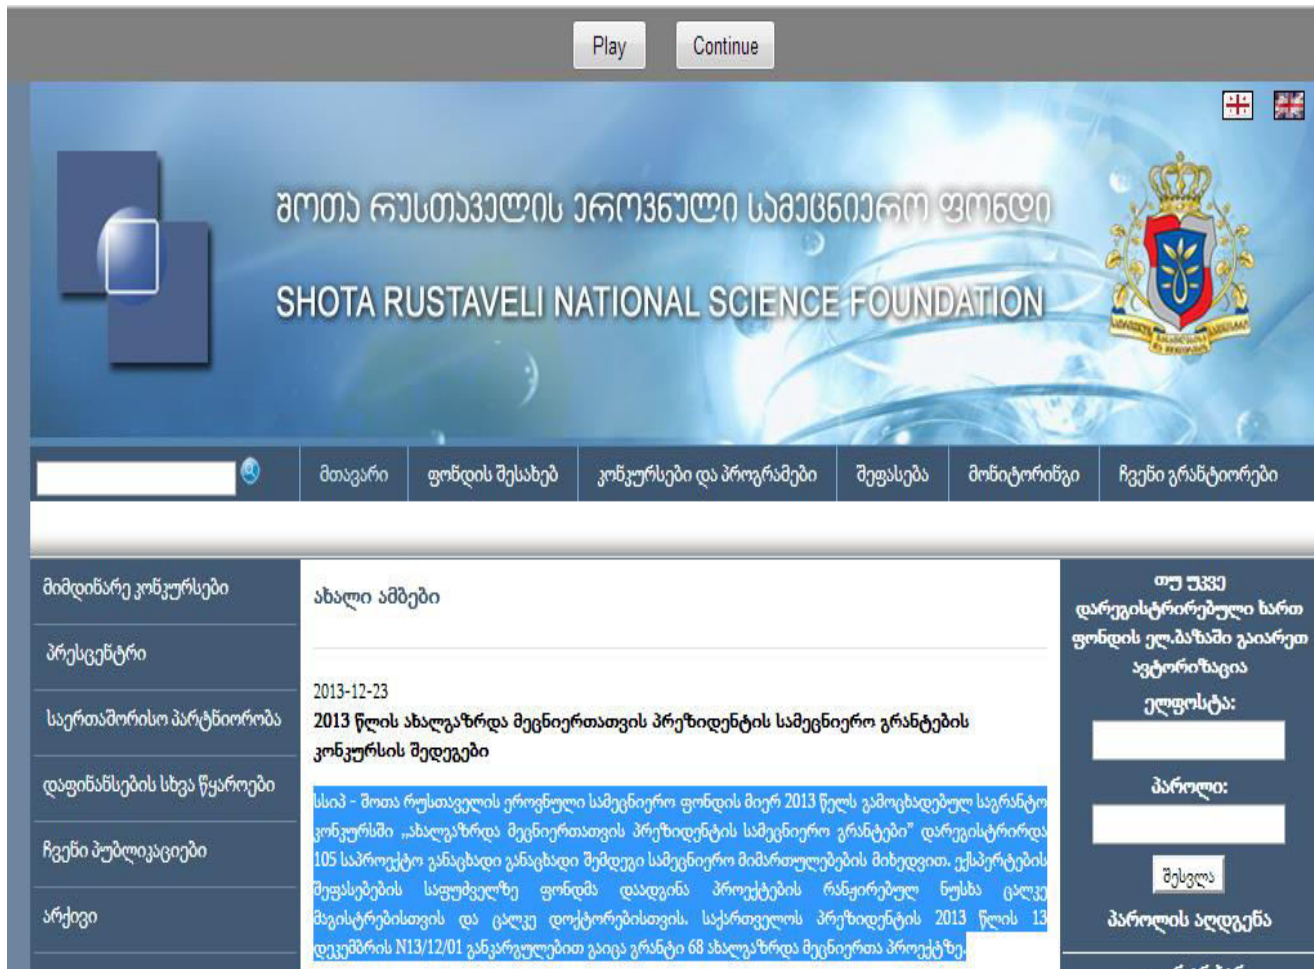 Play
Continue
შოთა რუსთაველის ეროვნული სამეცნიერო ფონდი
SHOTA RUSTAVELI NATIONAL SCIENCE FOUNDATION
მთავარი
ფონდის შესახებ
კონკურსები და პროგრამები
შეფასება
მონიტორინგი
ჩვენი გრანტიორები
მიმდინარე კონკურსები
პრესცენტრი
საერთაშორისო პარტნიორობა
დაფინანსების სხვა წყაროები
ჩვენი პუბლიკაციები
არქივი
ახალი ამბები
2013-12-23
2013 წლის ახალგაზრდა მეცნიერთათვის პრეზიდენტის სამეცნიერო გრანტების
კონკურსის შედეგები
სსიპ - შოთა რუსთაველის ეროვნული სამეცნიერო ფონდის მიერ 2013 წელს გამოცხადებულ საგრანტო
კონკურსში „ახალგაზრდა მეცნიერთათვის პრეზიდენტის სამეცნიერო გრანტები” დარეგისტრირდა
105 საპროექტო განაცხადი განაცხადი შემდეგი სამეცნიერო მიმართულებების მიხედვით. ექსპერტების
შეფასებების საფუძველზე ფონდმა დაადგინა პროექტების რანჟირებულ ნუსხა ცალკე
მაგისტრებისთვის და ცალკე დოქტორებისთვის. საქართველოს პრეზიდენტის 2013 წლის 13
დეკემბრის N13/12/01 განკარგულებით გაიცა გრანტი 68 ახალგაზრდა მეცნიერთა პროექტზე.
თუ უკვე
დარეგისტრირებული ხართ
ფონდის ელ.ბაზაში გაიარეთ
ავტორიზაცია
ელფოსტა:
პაროლი:
შესვლა
პაროლის აღდგენა